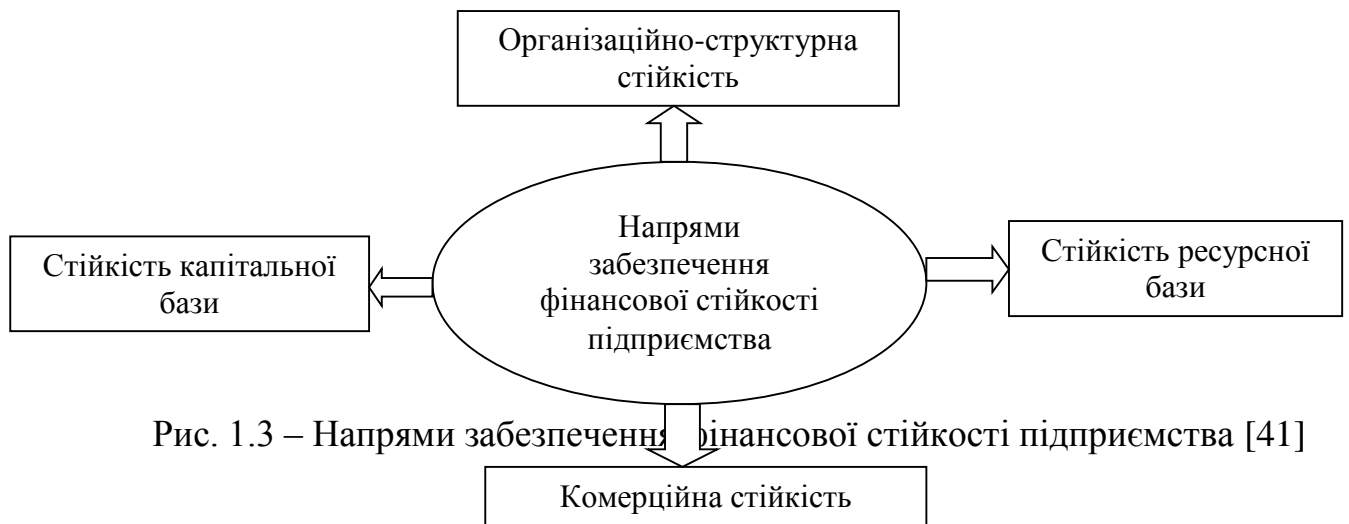 Організаційно-структурна
стійкість
Напрями
забезпечення
фінансової стійкості
підприємства
Стійкість капітальної
бази
Стійкість ресурсної
бази
Рис. 1.3 – Напрями забезпечення фінансової стійкості підприємства [41]
Комерційна стійкість